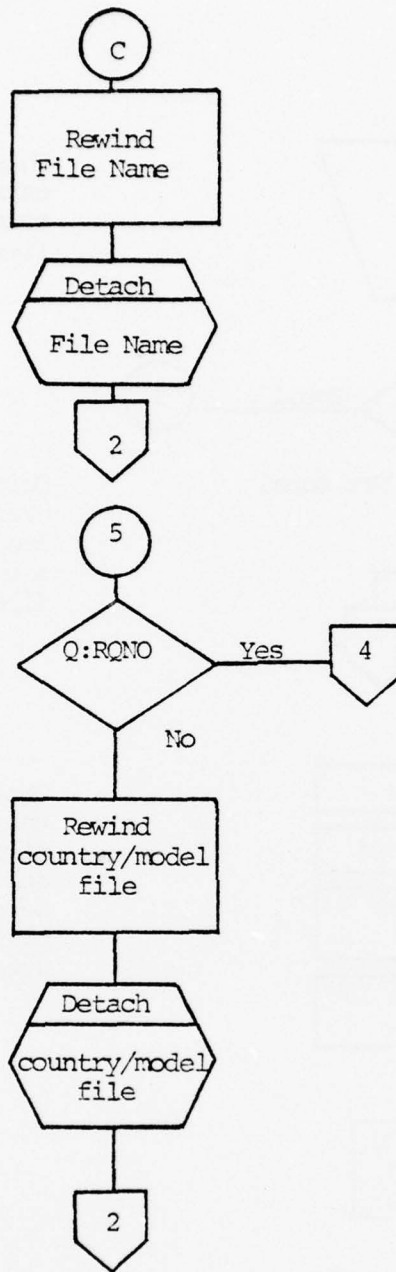 C
Rewind
File Name
Detach
File Name
2
5
Q:RQNO
Yes
4
No
Rewind
country/model
file
Detach
country/model
file
2